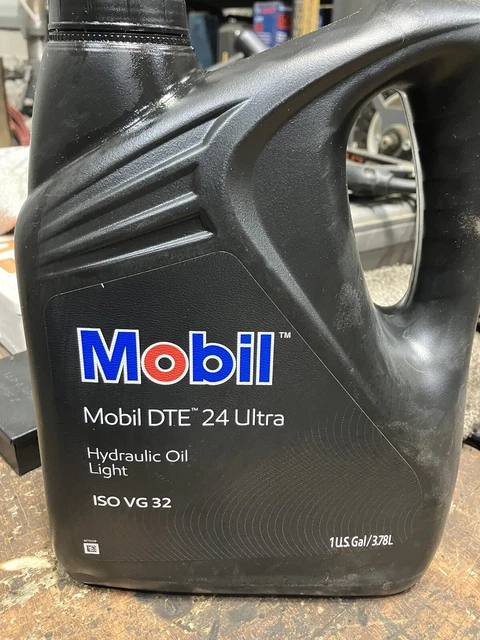 Mobil™
Mobil DTE™ 24 Ultra
Hydraulic Oil
Light
ISO VG 32
1 U.S. Gal/3.78L